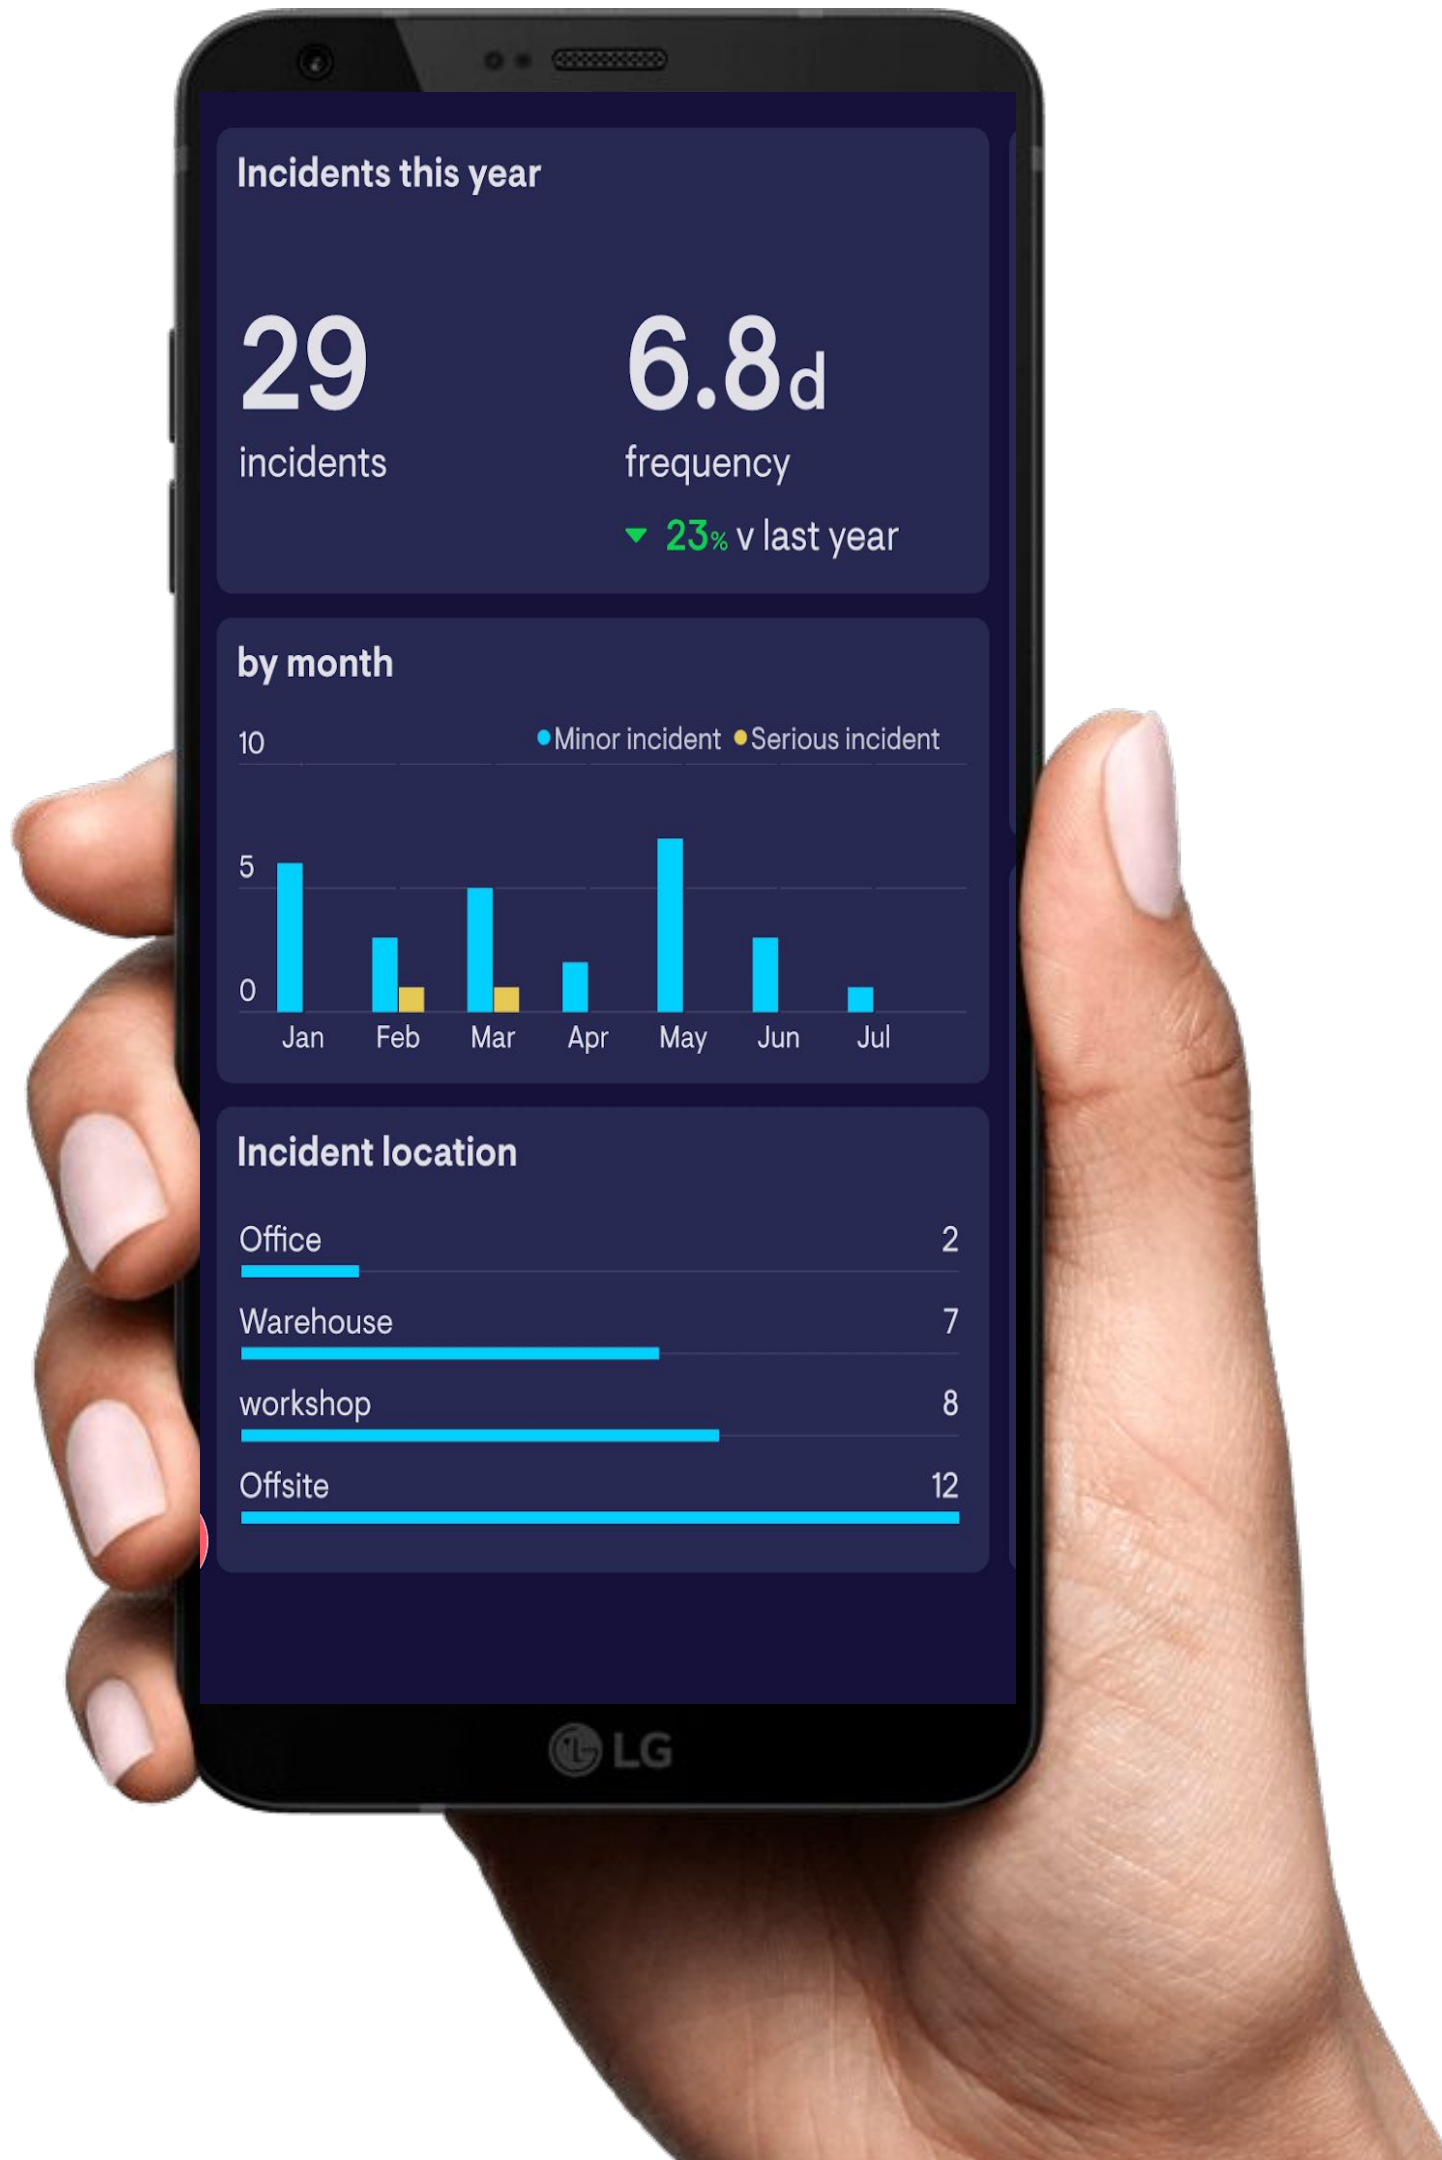 Incidents this year
29
6.8d
incidents
frequency
23% v last year
by month
10
Minor incident
Serious incident
5
0
Jan Feb Mar Apr May Jun Jul
Incident location
Office 2
Warehouse 7
workshop 8
Offsite 12
LG